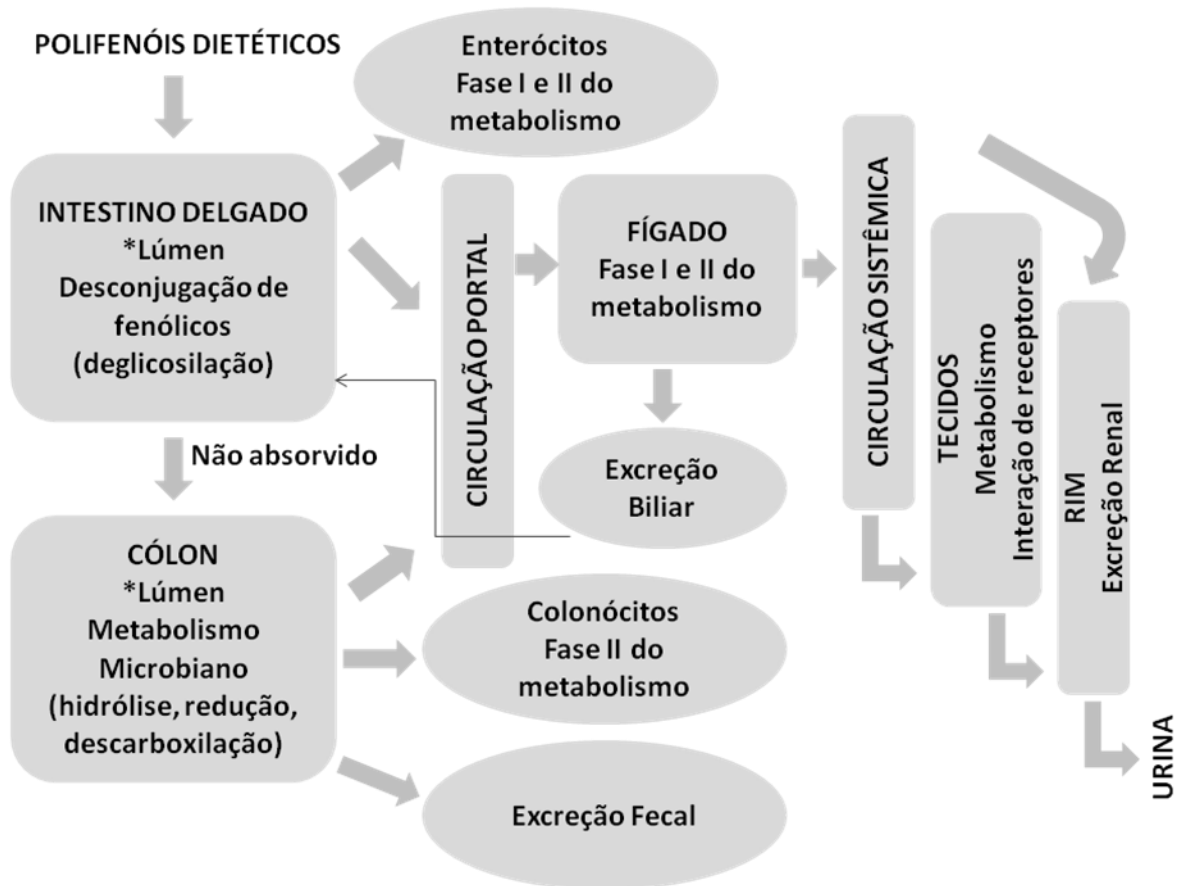 POLIFENÓIS DIETÉTICOS
Enterócitos
Fase I e II do
metabolismo
INTESTINO DELGADO
*Lúmen
Desconjugação de
fenólicos
(deglicosilação)
CIRCULAÇÃO PORTAL
FÍGADO
Fase I e II do
metabolismo
CIRCULAÇÃO SISTÊMICA
TECIDOS
Metabolismo
Interação de receptores
RIM
Excreção Renal
Não absorvido
Excreção
Biliar
CÓLON
*Lúmen
Metabolismo
Microbiano
(hidrólise, redução,
descarboxilação)
Colonócitos
Fase II do
metabolismo
Excreção Fecal
URINA